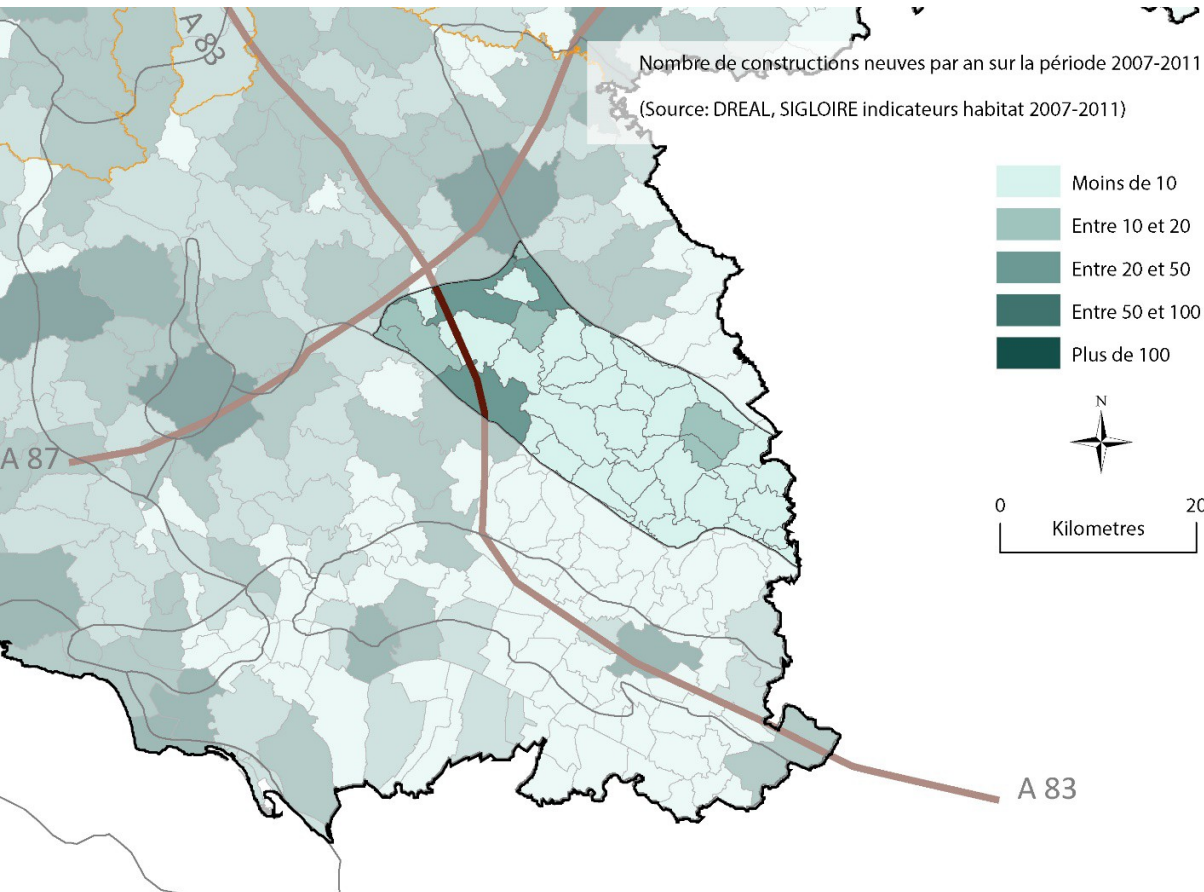 A 83
Nombre de constructions neuves par an sur la période 2007-2011
(Source: DREAL, SIGLOIRE indicateurs habitat 2007-2011)
Moins de 10
Entre 10 et 20
Entre 20 et 50
Entre 50 et 100
Plus de 100
N
A 87
0 20
Kilometres
A 83